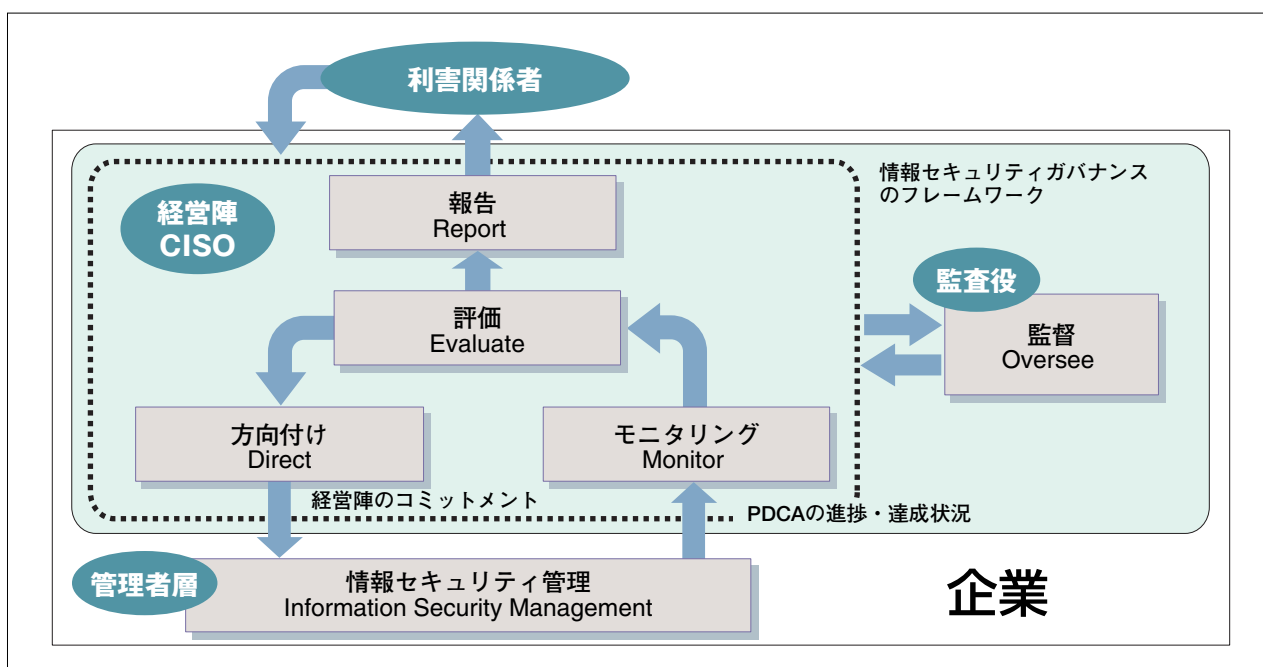 利害関係者
情報セキュリティガバナンス
のフレームワーク
経営陣
CISO
報告
Report
監査役
評価
Evaluate
監督
Oversee
方向付け
Direct
モニタリング
Monitor
経営陣のコミットメント
PDCAの進捗・達成状況
管理者層
情報セキュリティ管理
Information Security Management
企業